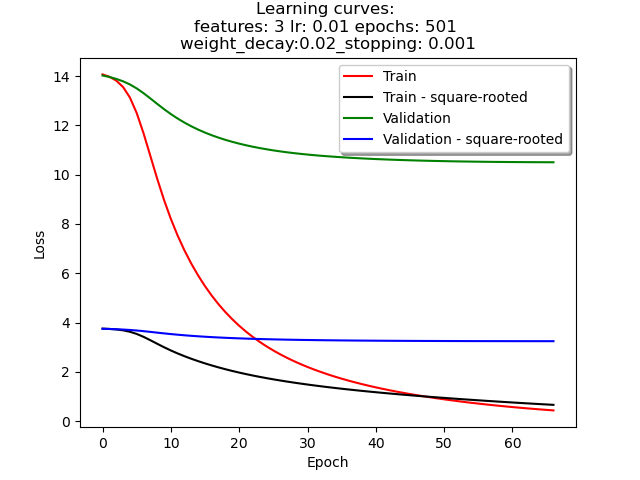 Learning curves:
features: 3 lr: 0.01 epochs: 501
weight_decay:0.02_stopping: 0.001
Train
Train - square-rooted
Validation
Validation - square-rooted
Loss
14
12
10
8
6
4
2
0
0 10 20 30 40 50 60
Epoch